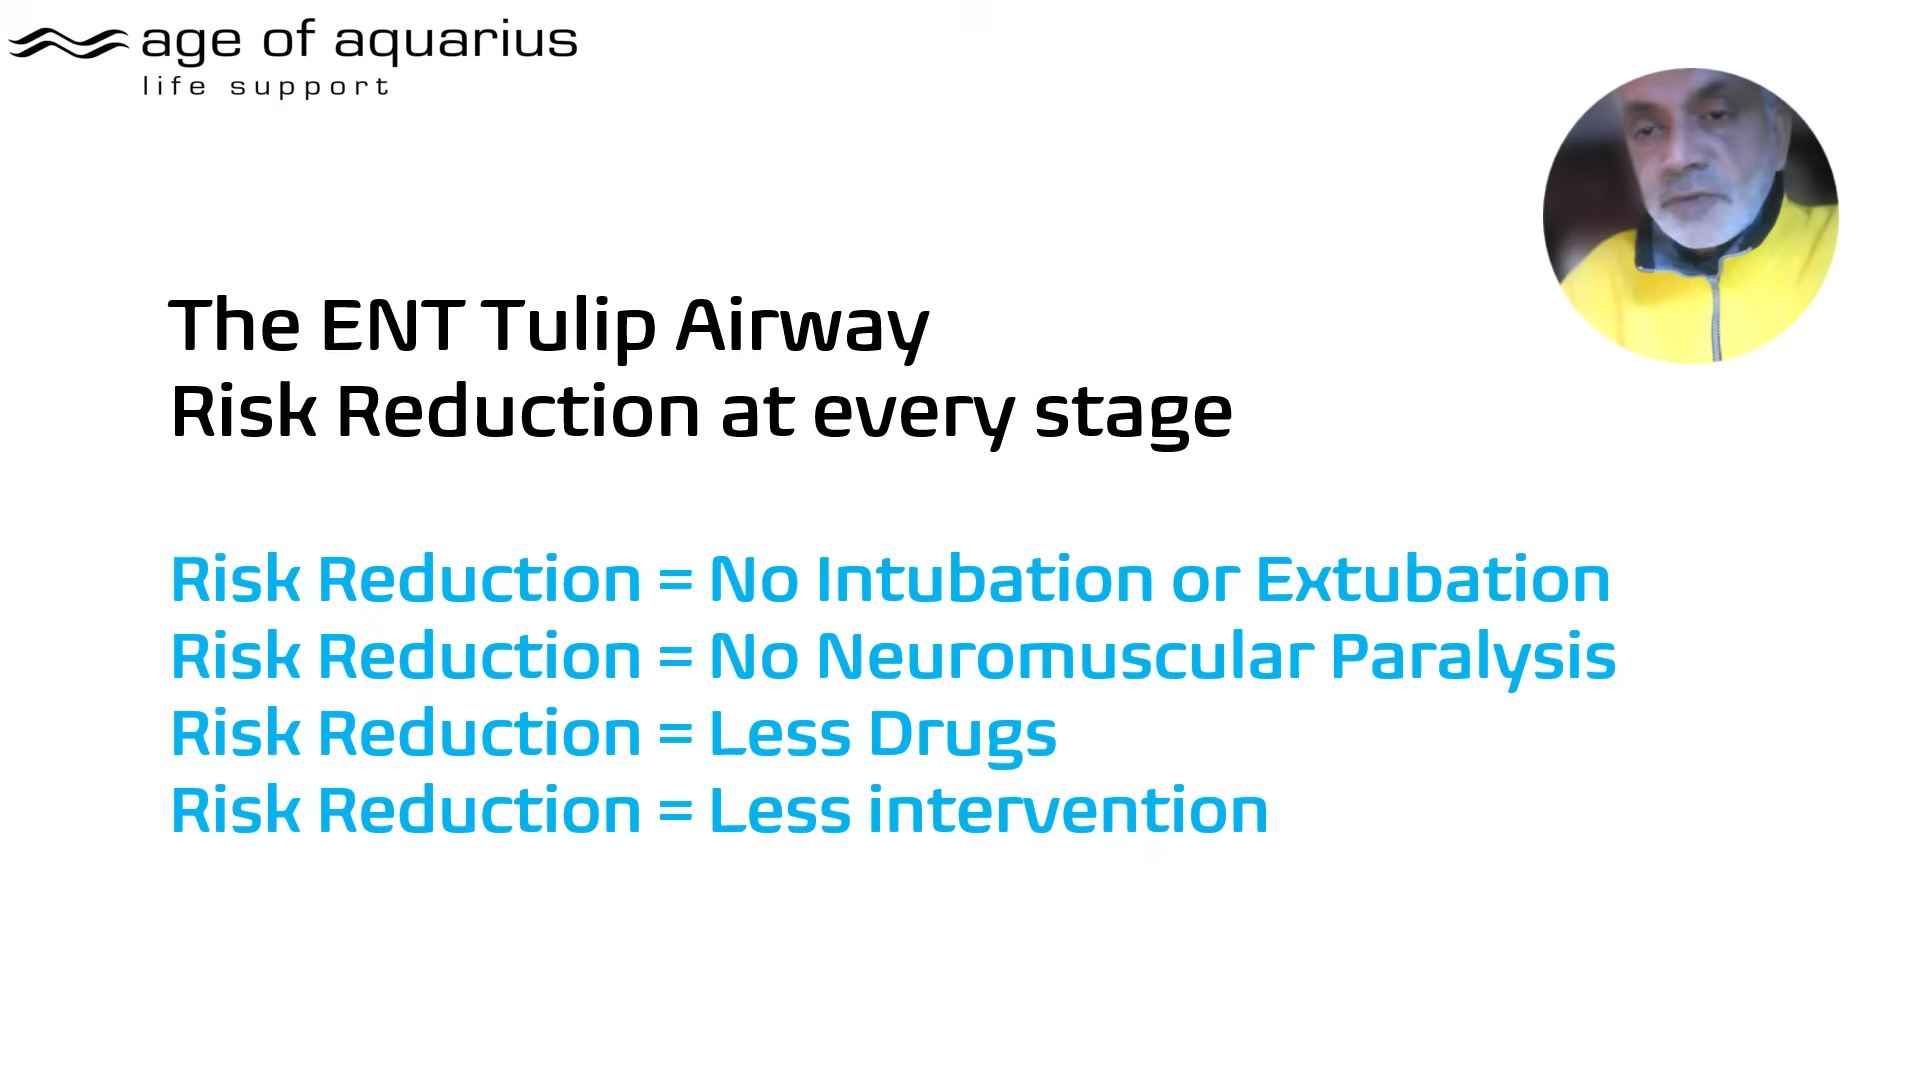 age of aquarius
life support
The ENT Tulip Airway
Risk Reduction at every stage
Risk Reduction = No Intubation or Extubation
Risk Reduction = No Neuromuscular Paralysis
Risk Reduction = Less Drugs
Risk Reduction = Less intervention